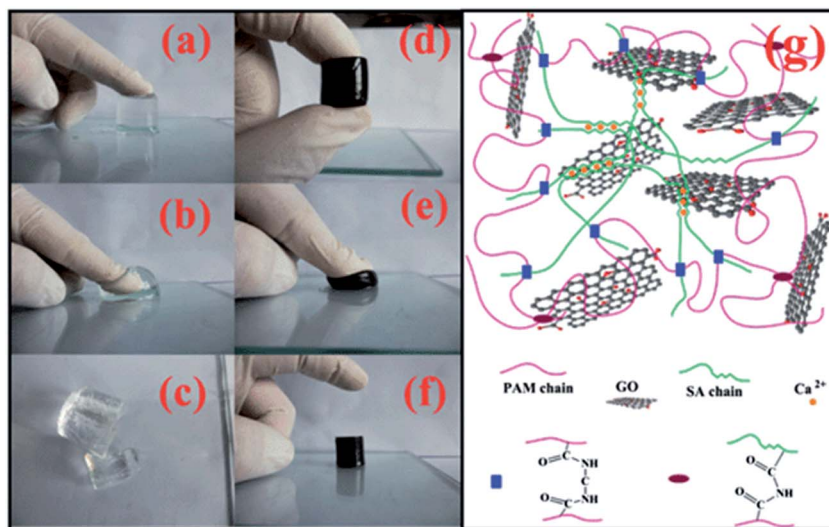 (a)
(d)
(g)
(b)
(e)
(c)
(f)
PAM chain GO SA chain Ca2+
O C NH
C
O C NH
O C
NH
O C